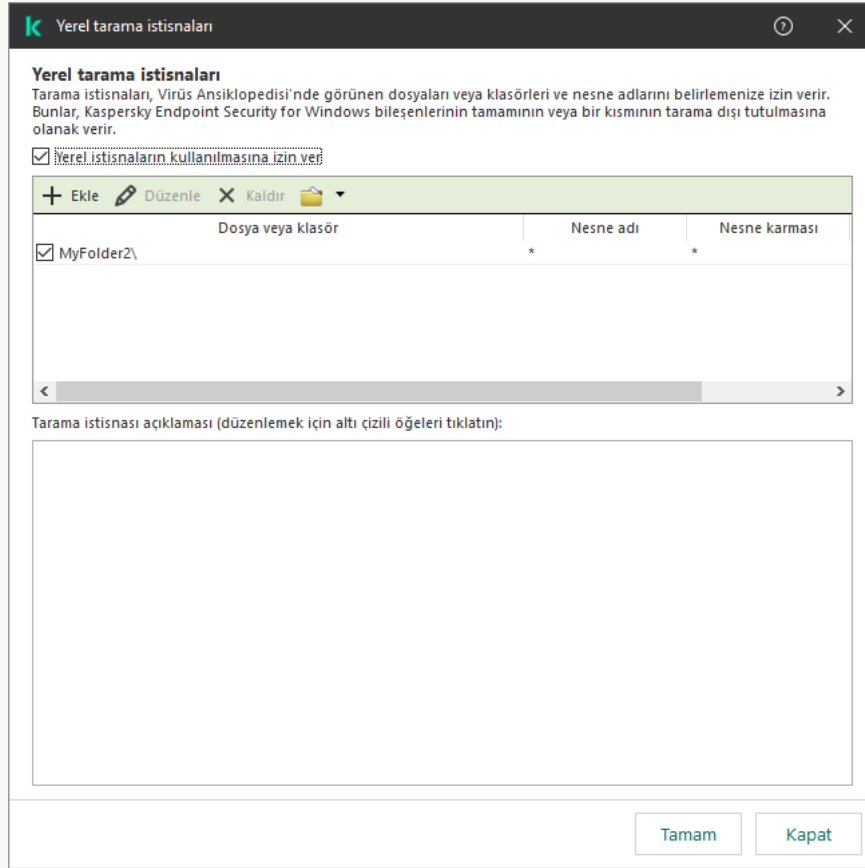 Yerel tarama istisnaları
Yerel tarama istisnaları
Tarama istisnaları, Virüs Ansiklopedisi'nde görünen dosyaları veya klasörleri ve nesne adlarını belirlemenize izin verir.
Bunlar, Kaspersky Endpoint Security for Windows bileşenlerinin tamamının veya bir kısmının tarama dışı tutulmasına
olanak verir.
Yerel istisnaların kullanılmasına izin ver
Ekle Düzenle Kaldır
Dosya veya klasör Nesne adı Nesne karması
MyFolder2\ * *
Tarama istisnası açıklaması (düzenlemek için altı çizili öğeleri tıklatın):
Tamam Kapat